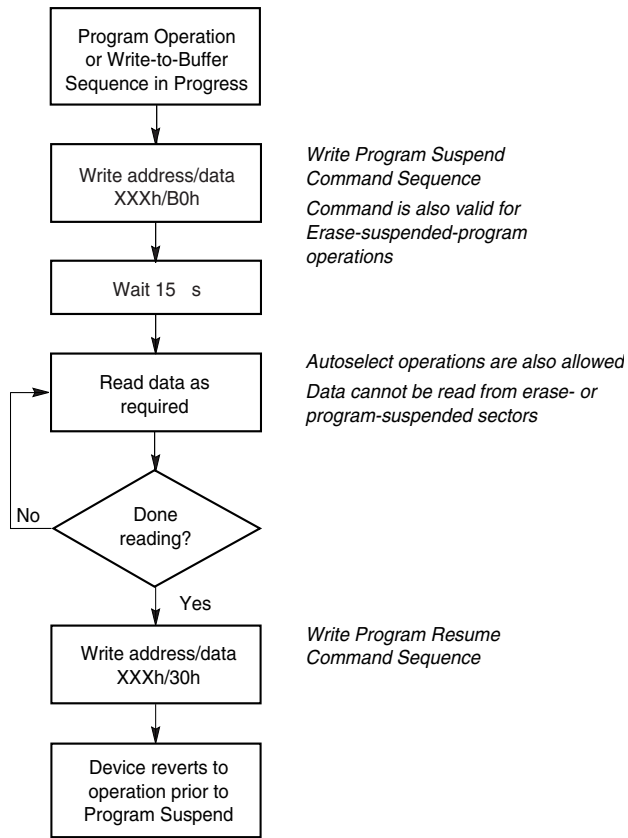 Program Operation
or Write-to-Buffer
Sequence in Progress
Write address/data
XXXh/B0h
Write Program Suspend
Command Sequence
Command is also valid for
Erase-suspended-program
operations
Wait 15 s
Read data as
required
Autoselect operations are also allowed
Data cannot be read from erase- or
program-suspended sectors
No
Done
reading?
Yes
Write address/data
XXXh/30h
Write Program Resume
Command Sequence
Device reverts to
operation prior to
Program Suspend